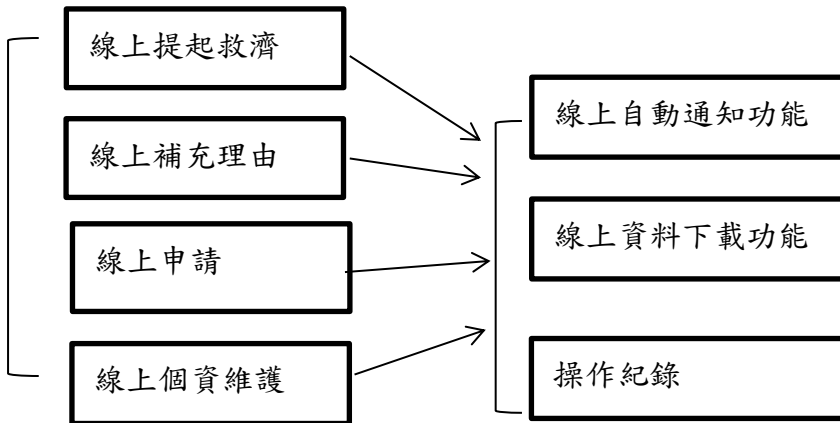 線上提起救濟
線上補充理由
線上申請
線上個資維護
線上自動通知功能
線上資料下載功能
操作紀錄